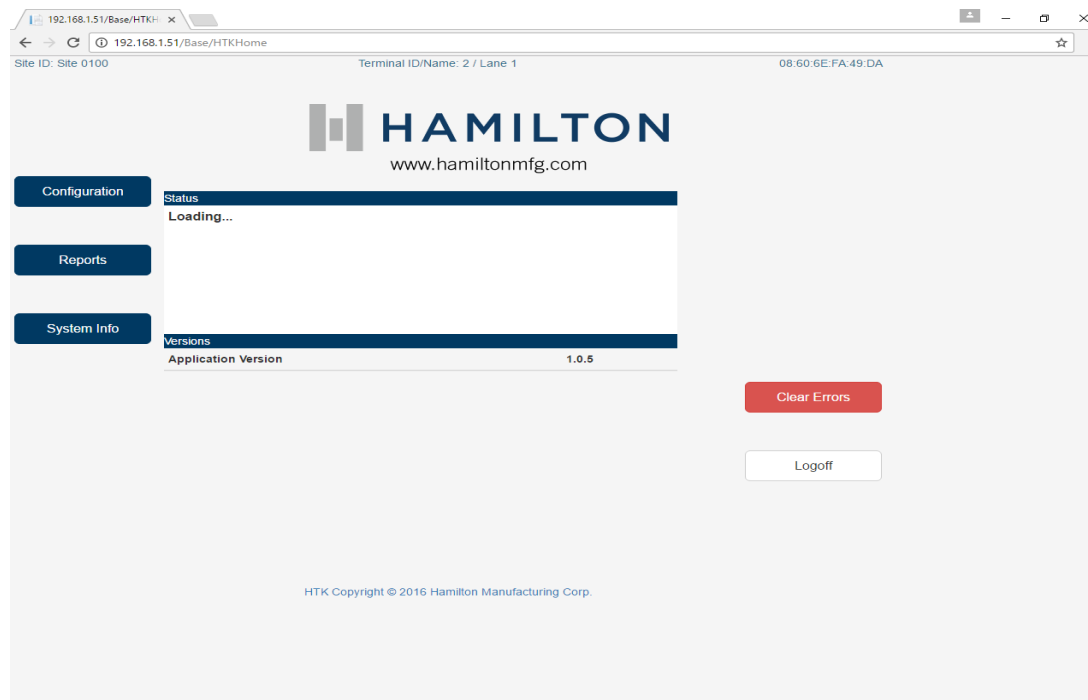 192.168.1.51/Base/HTKH
192.168.1.51/Base/HTKHome
Site ID: Site 0100
Terminal ID/Name: 2 / Lane 1
08:60:6E:FA:49:DA
HAMILTON
www.hamiltonmfg.com
Configuration
Status
Loading...
Reports
System Info
Versions
Application Version 1.0.5
Clear Errors
Logoff
HTK Copyright © 2016 Hamilton Manufacturing Corp.